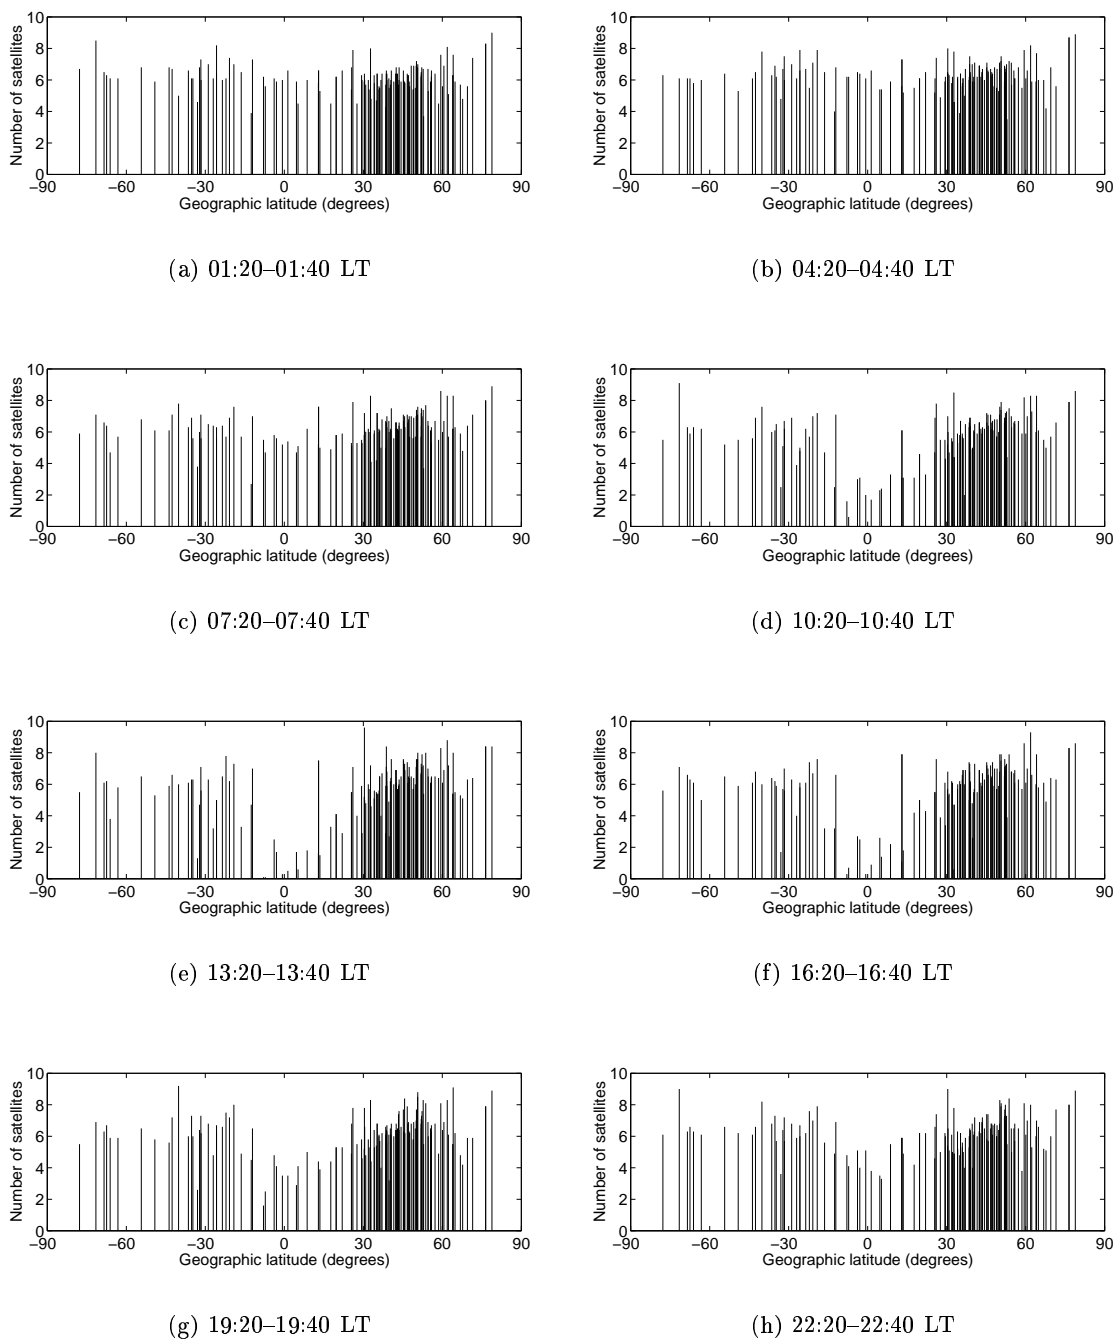 Number of satellites
10
8
6
4
2
0
−90 −60 −30 0 30 60 90
Geographic latitude (degrees)
(a) 01:20–01:40 LT
Number of satellites
10
8
6
4
2
0
−90 −60 −30 0 30 60 90
Geographic latitude (degrees)
(b) 04:20–04:40 LT
Number of satellites
10
8
6
4
2
0
−90 −60 −30 0 30 60 90
Geographic latitude (degrees)
(c) 07:20–07:40 LT
Number of satellites
10
8
6
4
2
0
−90 −60 −30 0 30 60 90
Geographic latitude (degrees)
(d) 10:20–10:40 LT
Number of satellites
10
8
6
4
2
0
−90 −60 −30 0 30 60 90
Geographic latitude (degrees)
(e) 13:20–13:40 LT
Number of satellites
10
8
6
4
2
0
−90 −60 −30 0 30 60 90
Geographic latitude (degrees)
(f) 16:20–16:40 LT
Number of satellites
10
8
6
4
2
0
−90 −60 −30 0 30 60 90
Geographic latitude (degrees)
(g) 19:20–19:40 LT
Number of satellites
10
8
6
4
2
0
−90 −60 −30 0 30 60 90
Geographic latitude (degrees)
(h) 22:20–22:40 LT